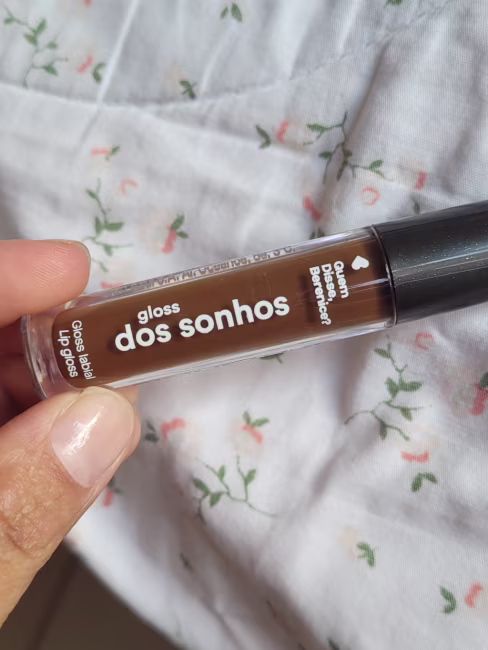 gloss
dos sonhos
Quem
Disse,
Berenice?
Gloss labial
Lip gloss